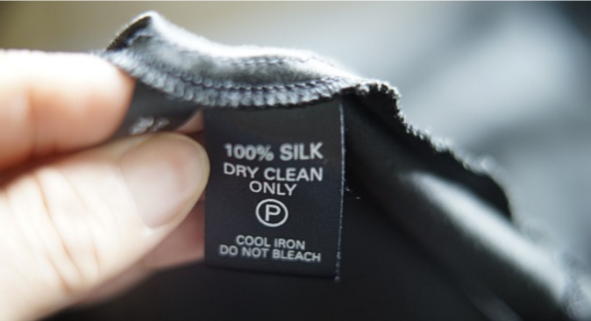 100% SILK
DRY CLEAN
ONLY
P
COOL IRON
DO NOT BLEACH